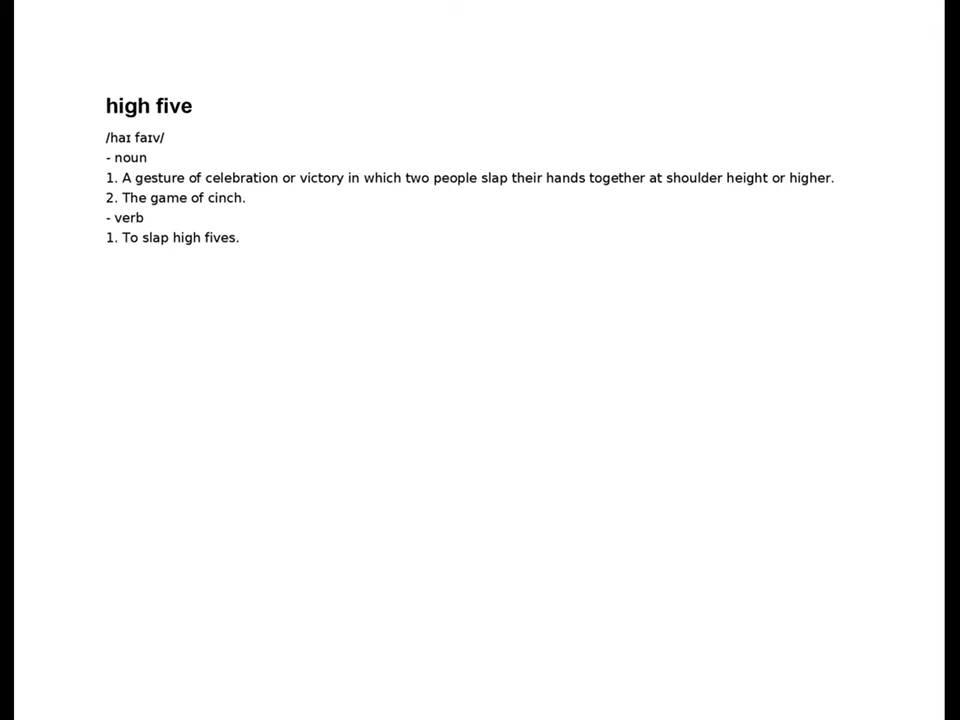 high five
/haɪ faɪv/
- noun
1. A gesture of celebration or victory in which two people slap their hands together at shoulder height or higher.
2. The game of cinch.
- verb
1. To slap high fives.